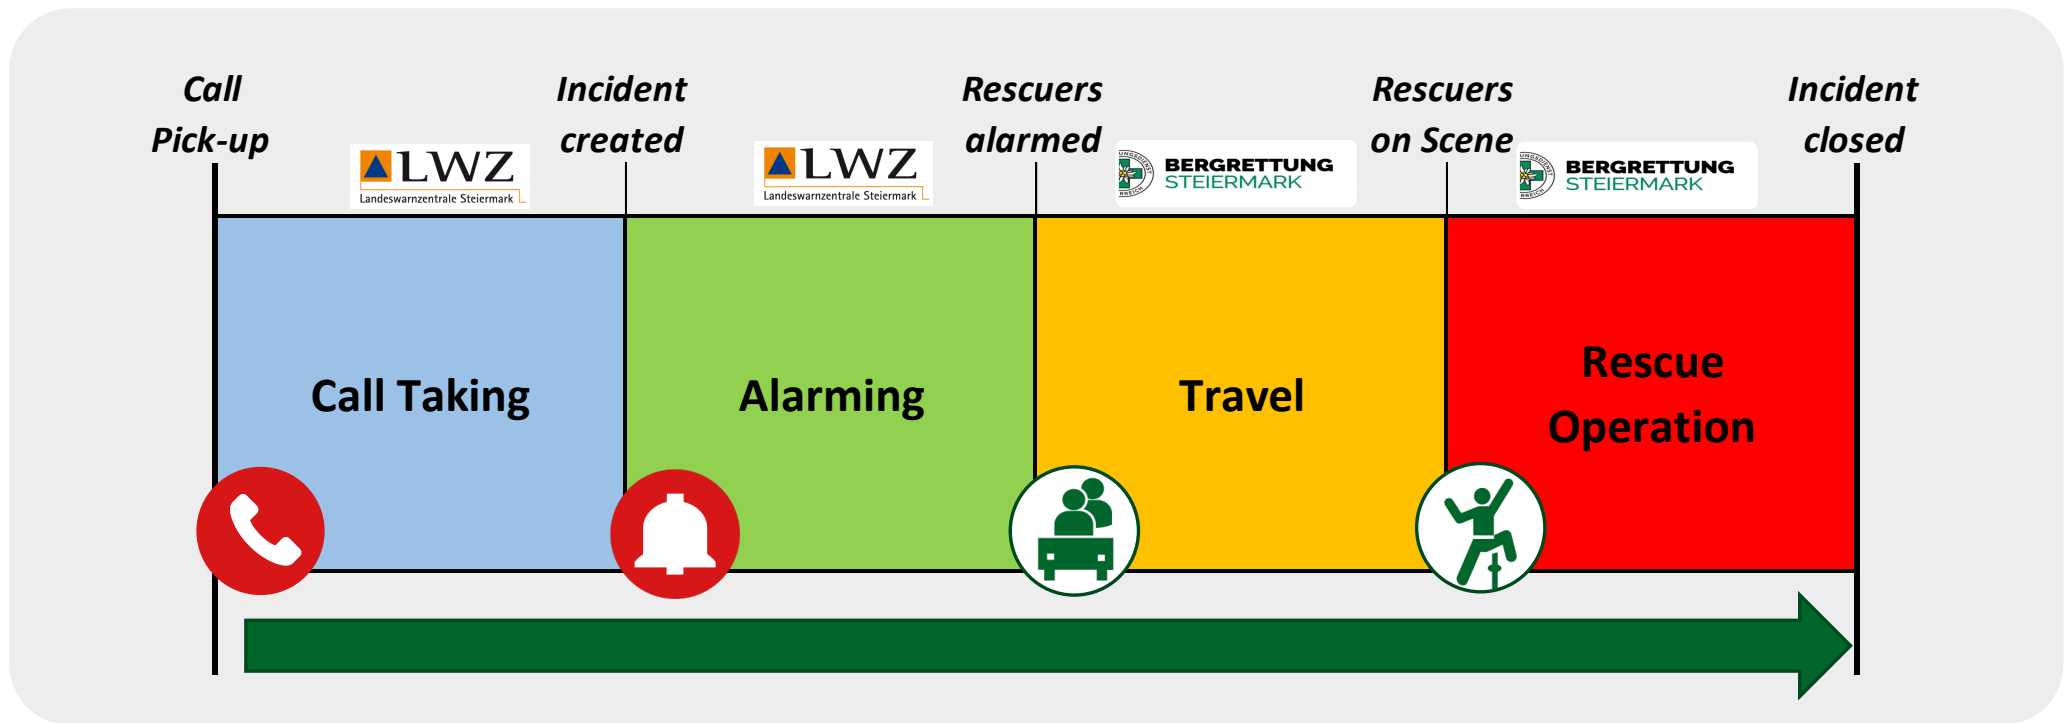 Call
Pick-up
Incident
created
Rescuers
alarmed
Rescuers
on Scene
Incident
closed
LWZ
Landeswarnzentrale Steiermark
LWZ
Landeswarnzentrale Steiermark
BERGRETTUNG
STEIERMARK
BERGRETTUNG
STEIERMARK
Call Taking
Alarming
Travel
Rescue
Operation